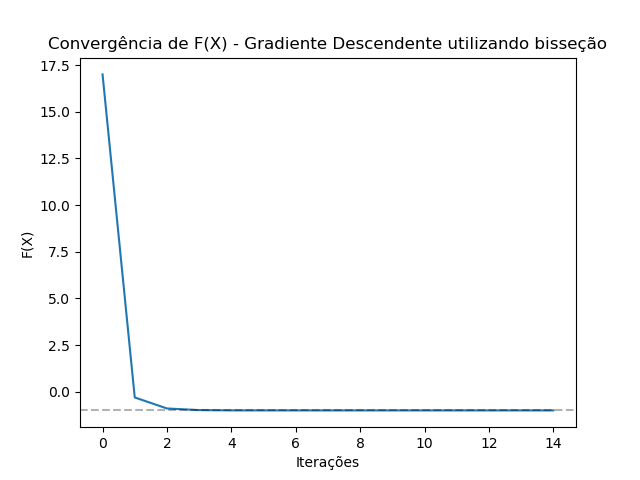 Convergência de F(X) - Gradiente Descendente utilizando bisseção
17.5
15.0
12.5
10.0
7.5
5.0
2.5
0.0
F(X)
0 2 4 6 8 10 12 14
Iterações